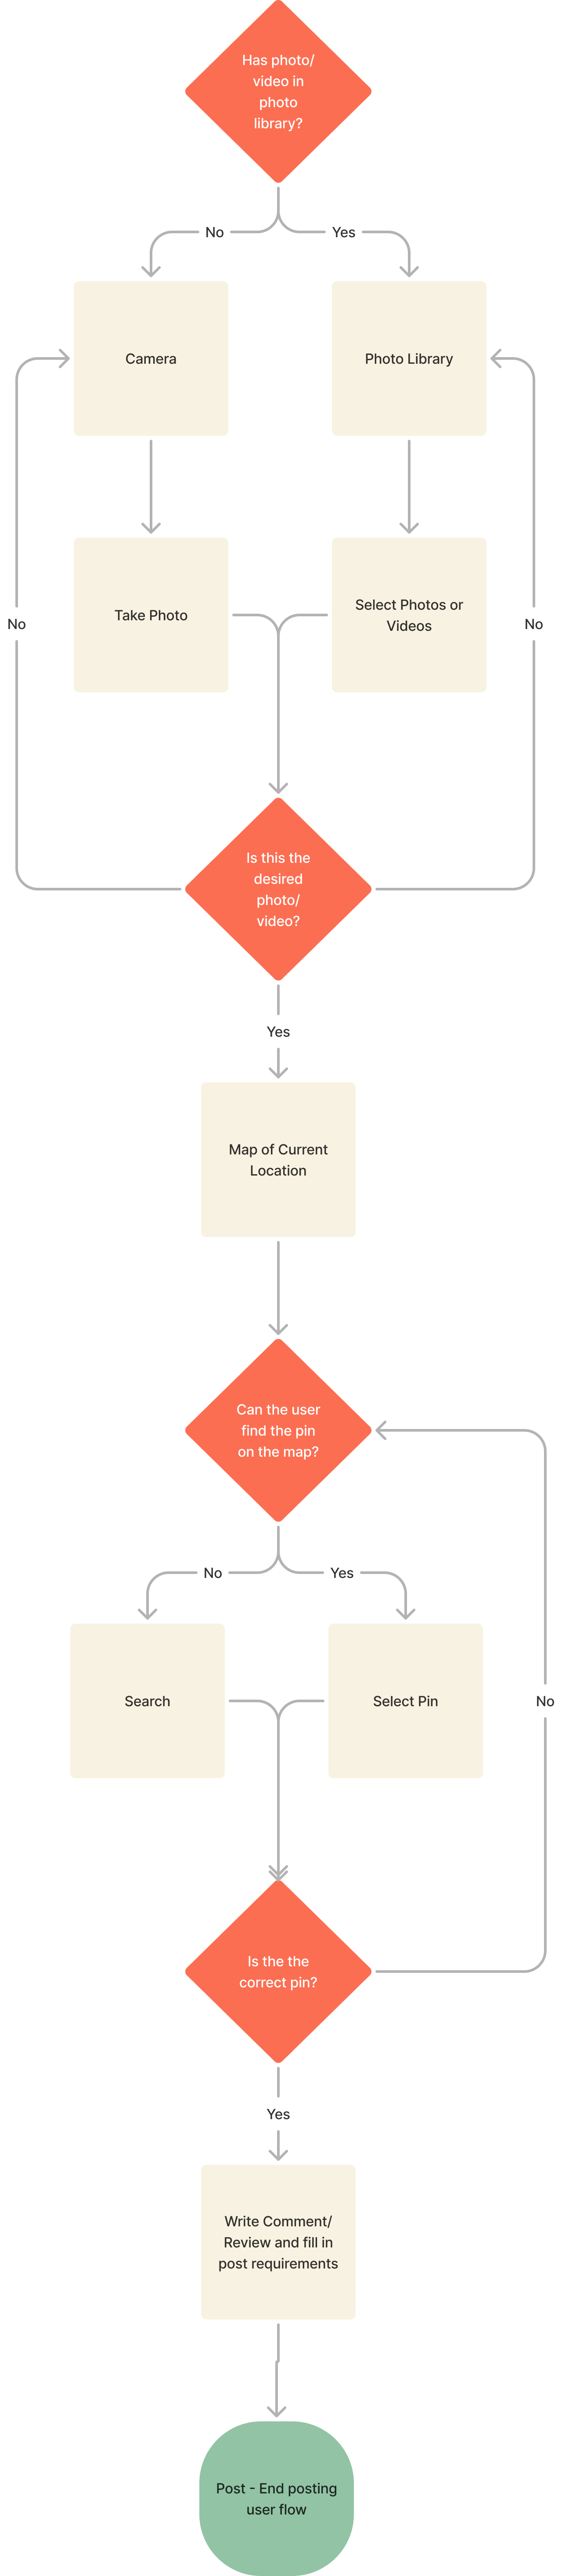 Has photo/
video in
photo
library?
No
Yes
Camera
Photo Library
Take Photo
Select Photos or
Videos
No
No
Is this the
desired
photo/
video?
Yes
Map of Current
Location
Can the user
find the pin
on the map?
No
Yes
Search
Select Pin
No
Is the the
correct pin?
Yes
Write Comment/
Review and fill in
post requirements
Post - End posting
user flow